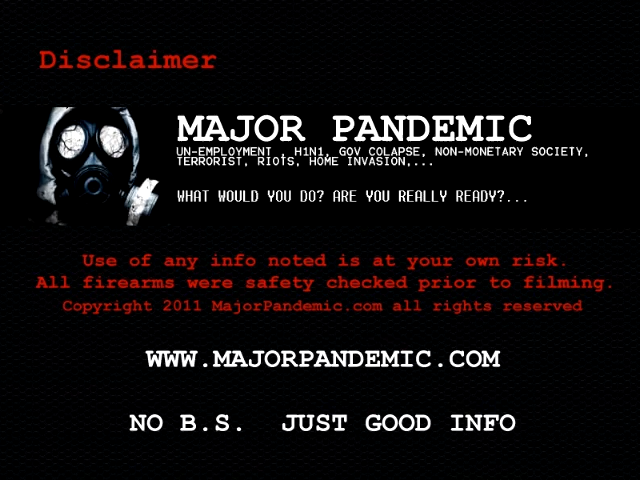 Disclaimer
MAJOR PANDEMIC
UN-EMPLOYMENT , H1N1, GOV COLAPSE, NON-MONETARY SOCIETY,
TERRORIST, RIOTS, HOME INVASION,...
WHAT WOULD YOU DO? ARE YOU REALLY READY?...
Use of any info noted is at your own risk.
All firearms were safety checked prior to filming.
Copyright 2011 MajorPandemic.com all rights reserved
WWW.MAJORPANDEMIC.COM
NO B.S. JUST GOOD INFO